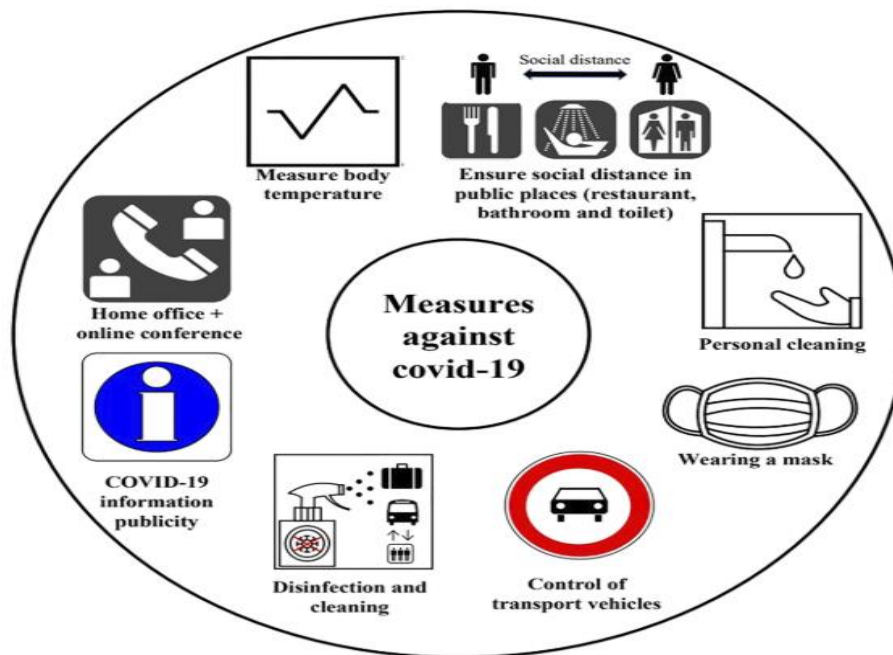 Measures
against
covid-19
Social distance
Ensure social distance in
public places (restaurant,
bathroom and toilet)
Personal cleaning
Wearing a mask
Control of
transport vehicles
Disinfection and
cleaning
COVID-19
information
publicity
Home office +
online conference
Measure body
temperature